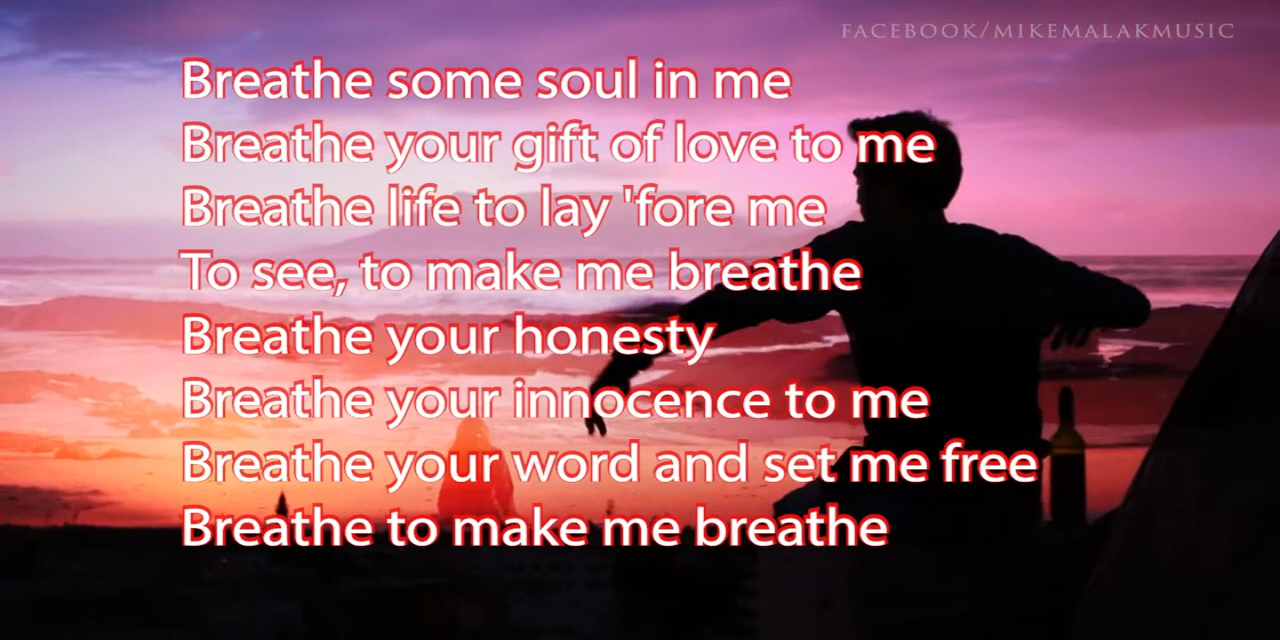 FACEBOOK/MIKEMALAKMUSIC
Breathe some soul in me
Breathe your gift of love to me
Breathe life to lay 'fore me
To see, to make me breathe
Breathe your honesty
Breathe your innocence to me
Breathe your word and set me free
Breathe to make me breathe